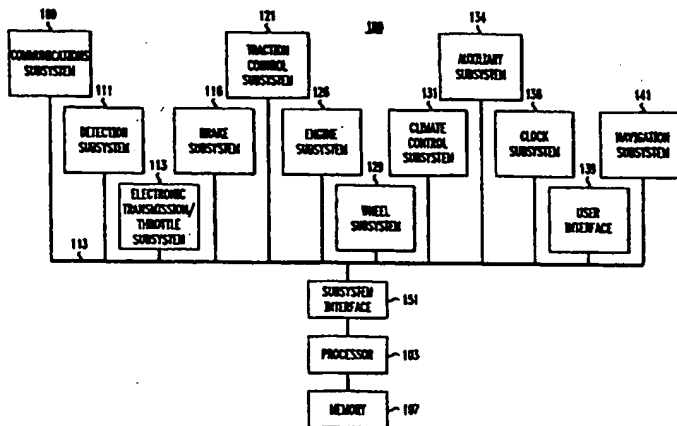 180
121
100
134
COMMUNICATIONS
SUBSYSTEM
TRACTION
CONTROL
SUBSYSTEM
AUXILIARY
SUBSYSTEM
111
116
126
131
136
141
DETECTION
SUBSYSTEM
BRAKE
SUBSYSTEM
ENGINE
SUBSYSTEM
CLIMATE
CONTROL
SUBSYSTEM
CLOCK
SUBSYSTEM
NAVIGATION
SUBSYSTEM
113
129
139
ELECTRONIC
TRANSMISSION/
THROTTLE
SUBSYSTEM
WHEEL
SUBSYSTEM
USER
INTERFACE
113
SUBSYSTEM
INTERFACE
151
PROCESSOR
103
MEMORY
107